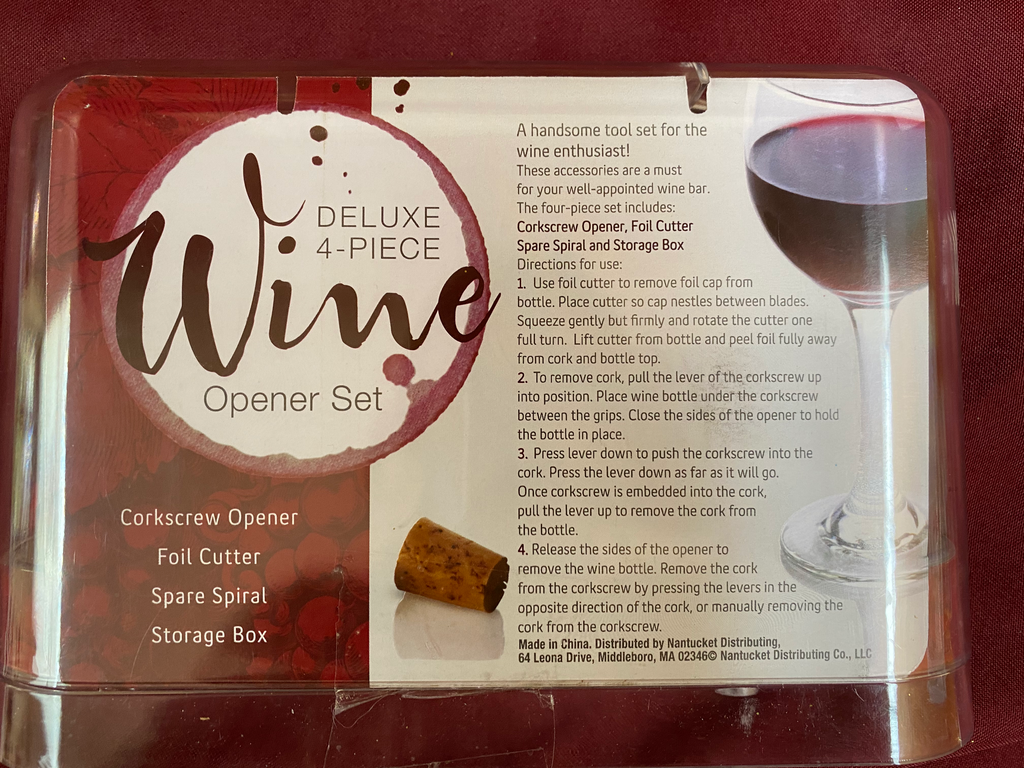 DELUXE
4-PIECE
Wine
Opener Set
Corkscrew Opener
Foil Cutter
Spare Spiral
Storage Box
A handsome tool set for the
wine enthusiast!
These accessories are a must
for your well-appointed wine bar.
The four-piece set includes:
Corkscrew Opener, Foil Cutter
Spare Spiral and Storage Box
Directions for use:
1. Use foil cutter to remove foil cap from
bottle. Place cutter so cap nestles between blades.
Squeeze gently but firmly and rotate the cutter one
full turn. Lift cutter from bottle and peel foil fully away
from cork and bottle top.
2. To remove cork, pull the lever of the corkscrew up
into position. Place wine bottle under the corkscrew
between the grips. Close the sides of the opener to hold
the bottle in place.
3. Press lever down to push the corkscrew into the
cork. Press the lever down as far as it will go.
Once corkscrew is embedded into the cork,
pull the lever up to remove the cork from
the bottle.
4. Release the sides of the opener to
remove the wine bottle. Remove the cork
from the corkscrew by pressing the levers in the
opposite direction of the cork, or manually removing the
cork from the corkscrew.
Made in China. Distributed by Nantucket Distributing,
64 Leona Drive, Middleboro, MA 02346© Nantucket Distributing Co., LLC